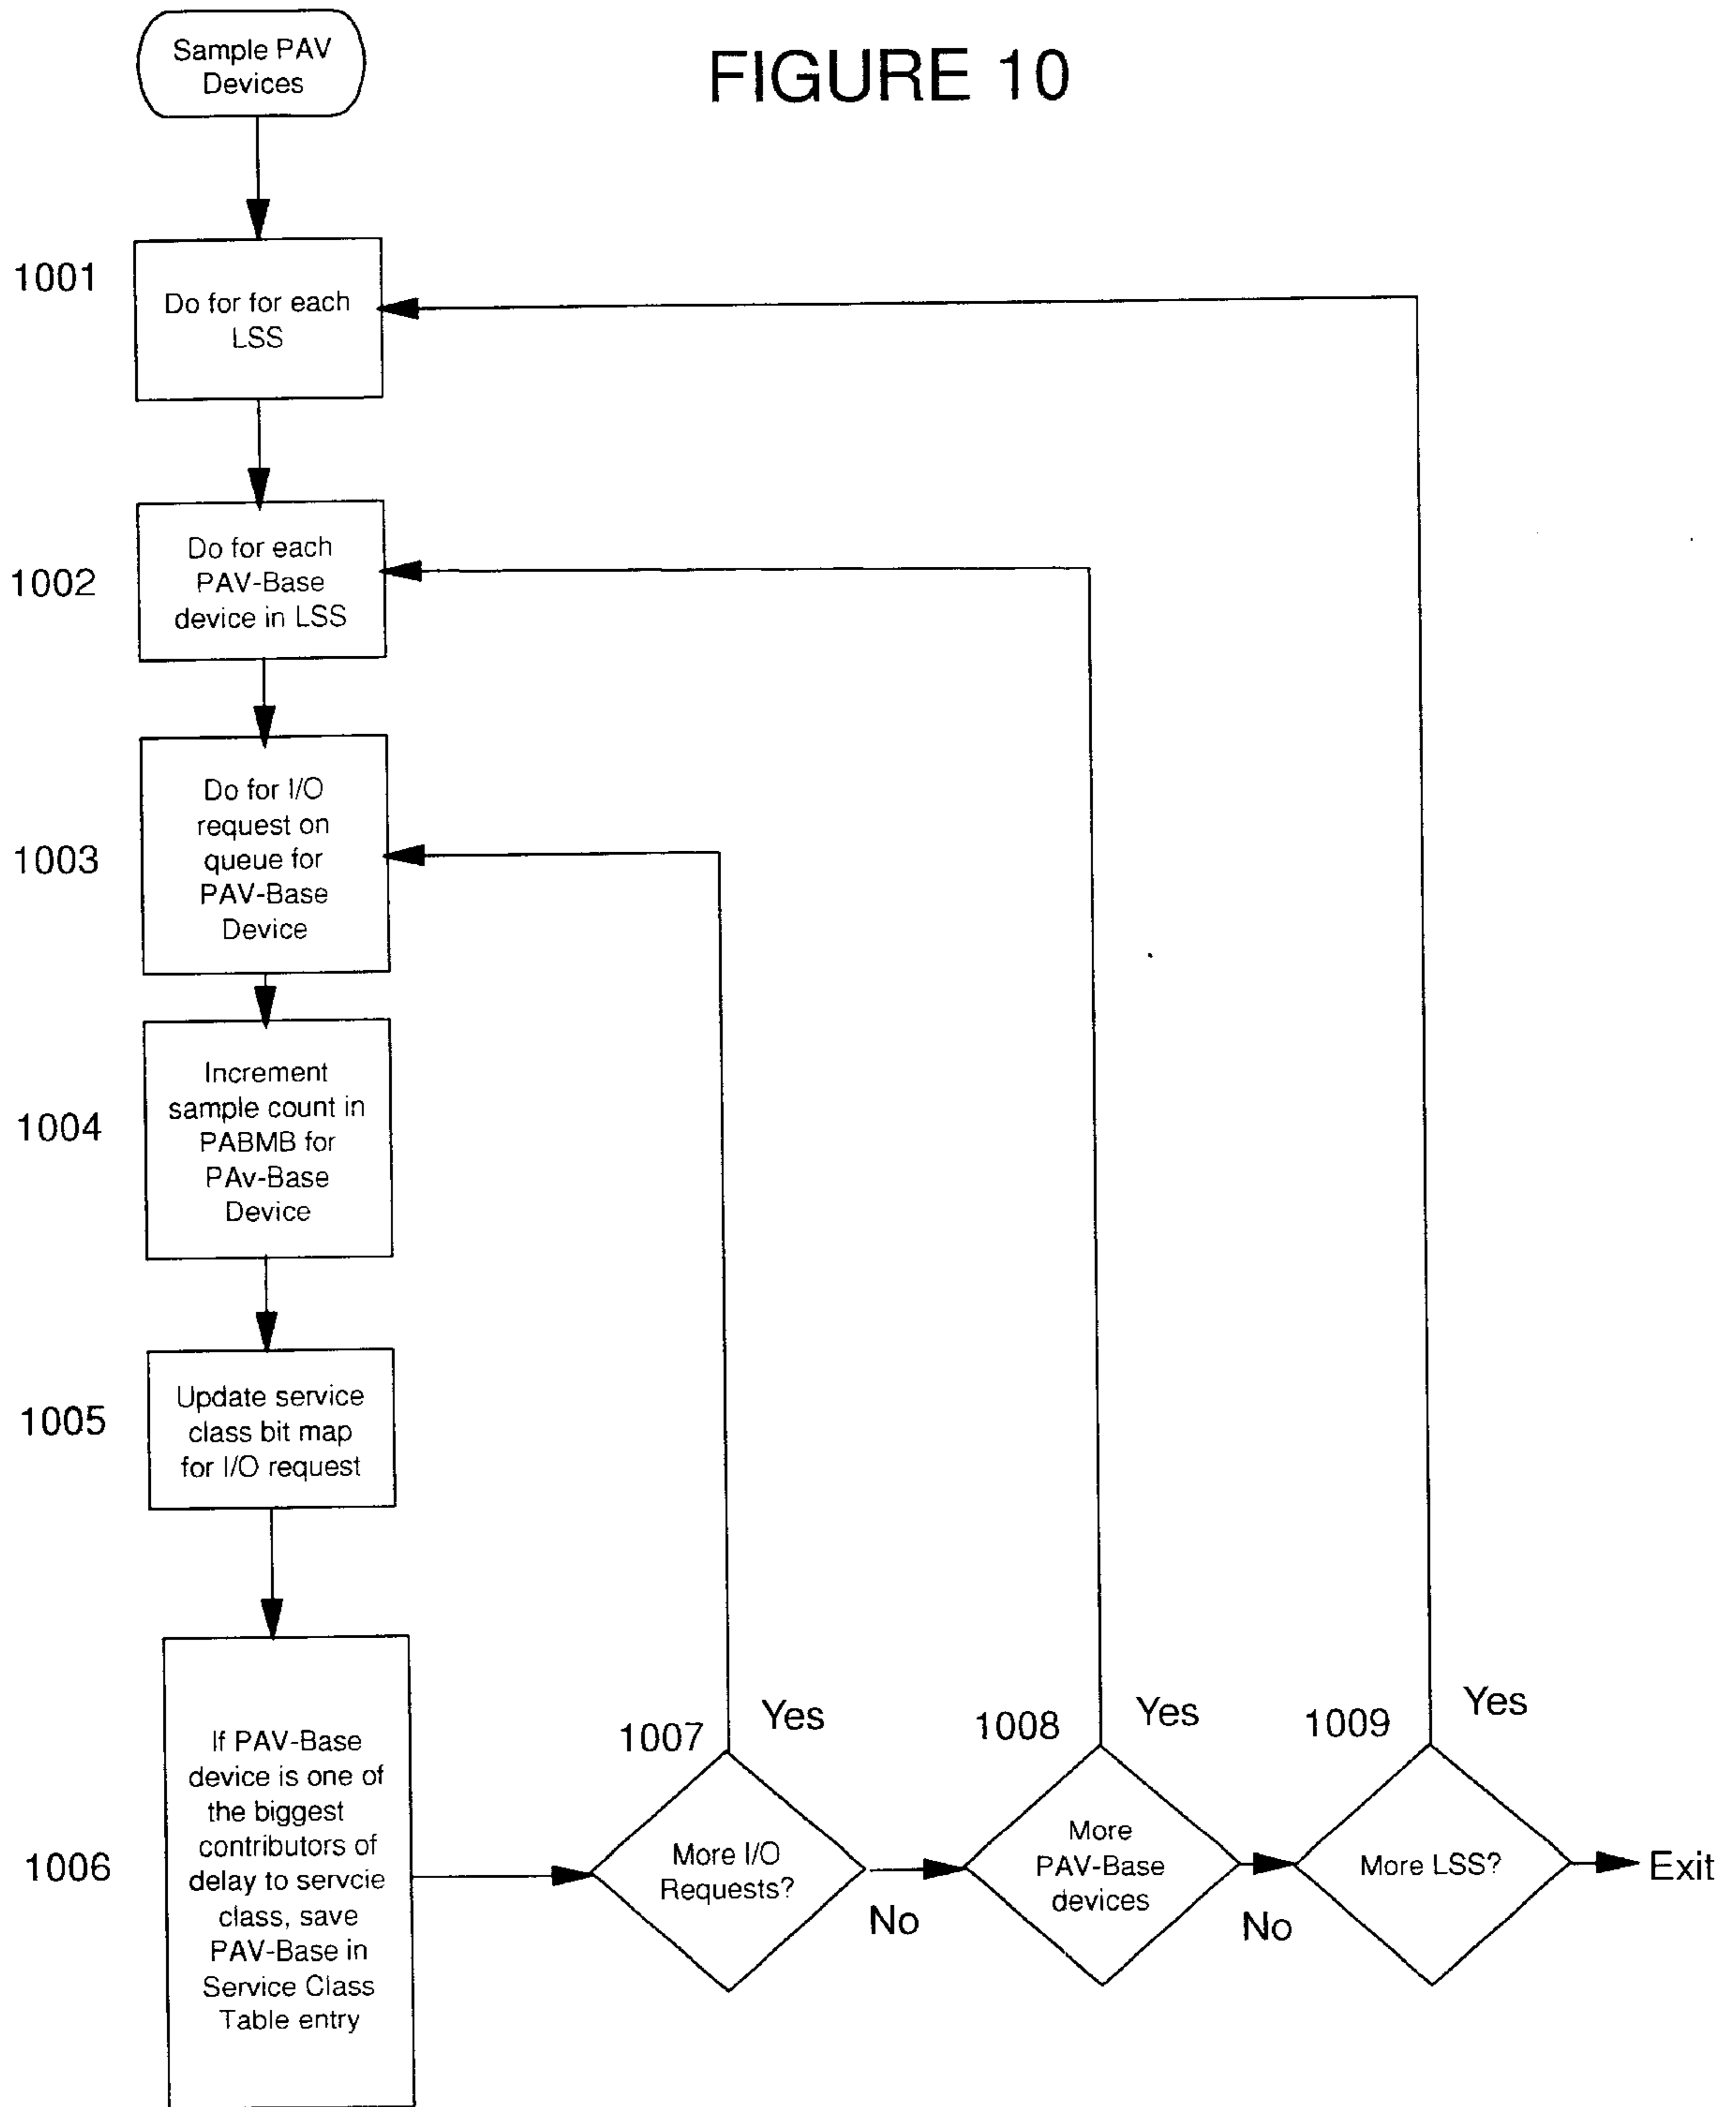 FIGURE 10
Sample PAV
Devices
1001
Do for for each
LSS
1002
Do for each
PAV-Base
device in LSS
1003
Do for I/O
request on
queue for
PAV-Base
Device
1004
Increment
sample count in
PABMB for
PAv-Base
Device
1005
Update service
class bit map
for I/O request
1006
If PAV-Base
device is one of
the biggest
contributors of
delay to servcie
class, save
PAV-Base in
Service Class
Table entry
1007
Yes
More I/O
Requests?
No
1008
Yes
More
PAV-Base
devices
No
1009
Yes
More LSS?
Exit